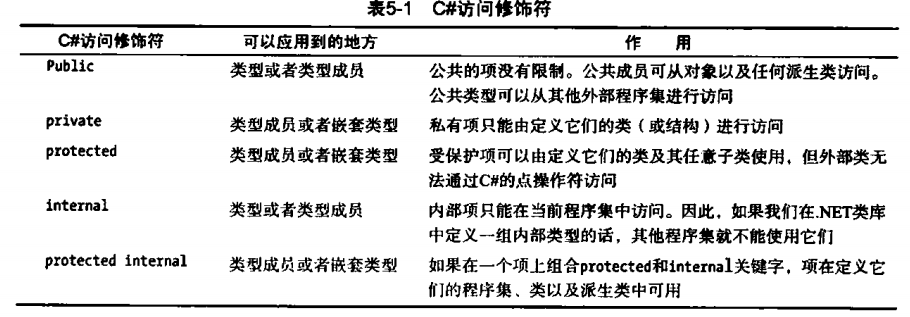 表5-1 C#访问修饰符
C#访问修饰符 可以应用到的地方 作 用
Public 类型或者类型成员 公共的项没有限制。公共成员可从对象以及任何派生类访问。
公共类型可以从其他外部程序集进行访问
private 类型成员或者嵌套类型 私有项只能由定义它们的类（或结构）进行访问
protected 类型成员或者嵌套类型 受保护项可以由定义它们的类及其任意子类使用，但外部类无
法通过C#的点操作符访问
internal 类型或者类型成员 内部项只能在当前程序集中访问。因此，如果我们在.NET类库
中定义一组内部类型的话，其他程序集就不能使用它们
protected internal 类型成员或者嵌套类型 如果在一个项上组合protected和internal关键字，项在定义它
们的程序集、类以及派生类中可用